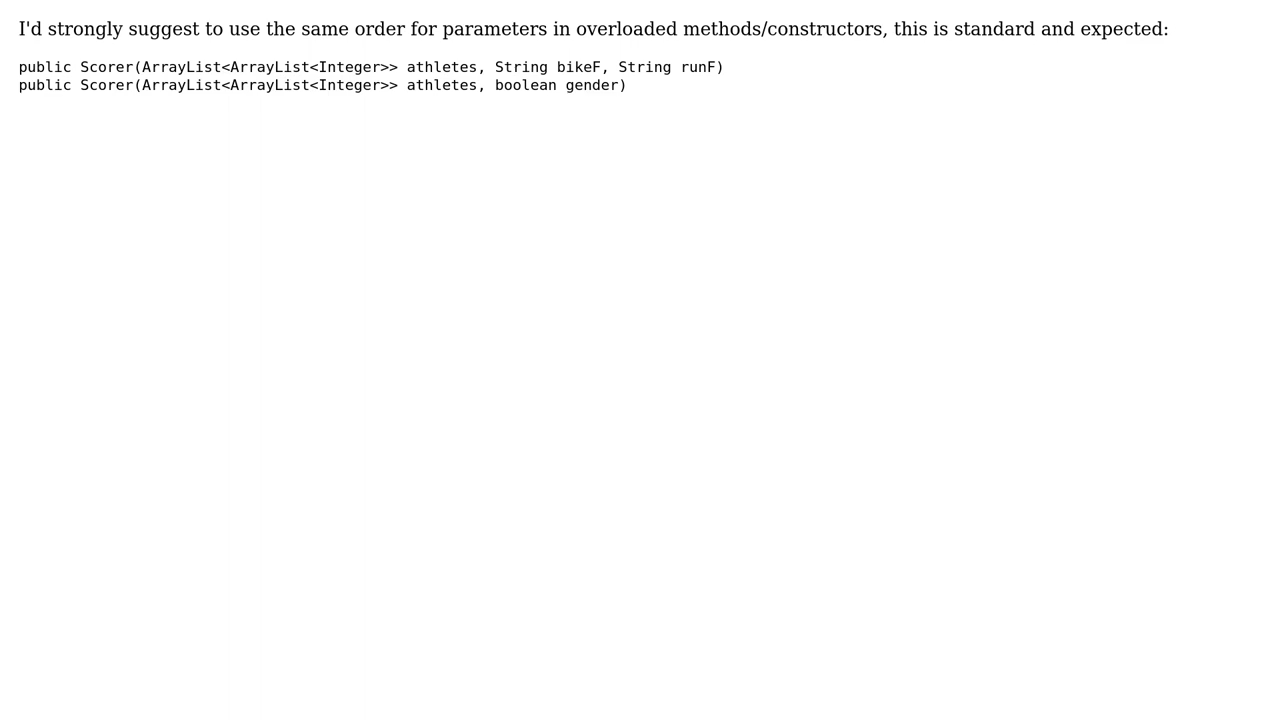 I'd strongly suggest to use the same order for parameters in overloaded methods/constructors, this is standard and expected:
public Scorer(ArrayList<ArrayList<Integer>> athletes, String bikeF, String runF)
public Scorer(ArrayList<ArrayList<Integer>> athletes, boolean gender)